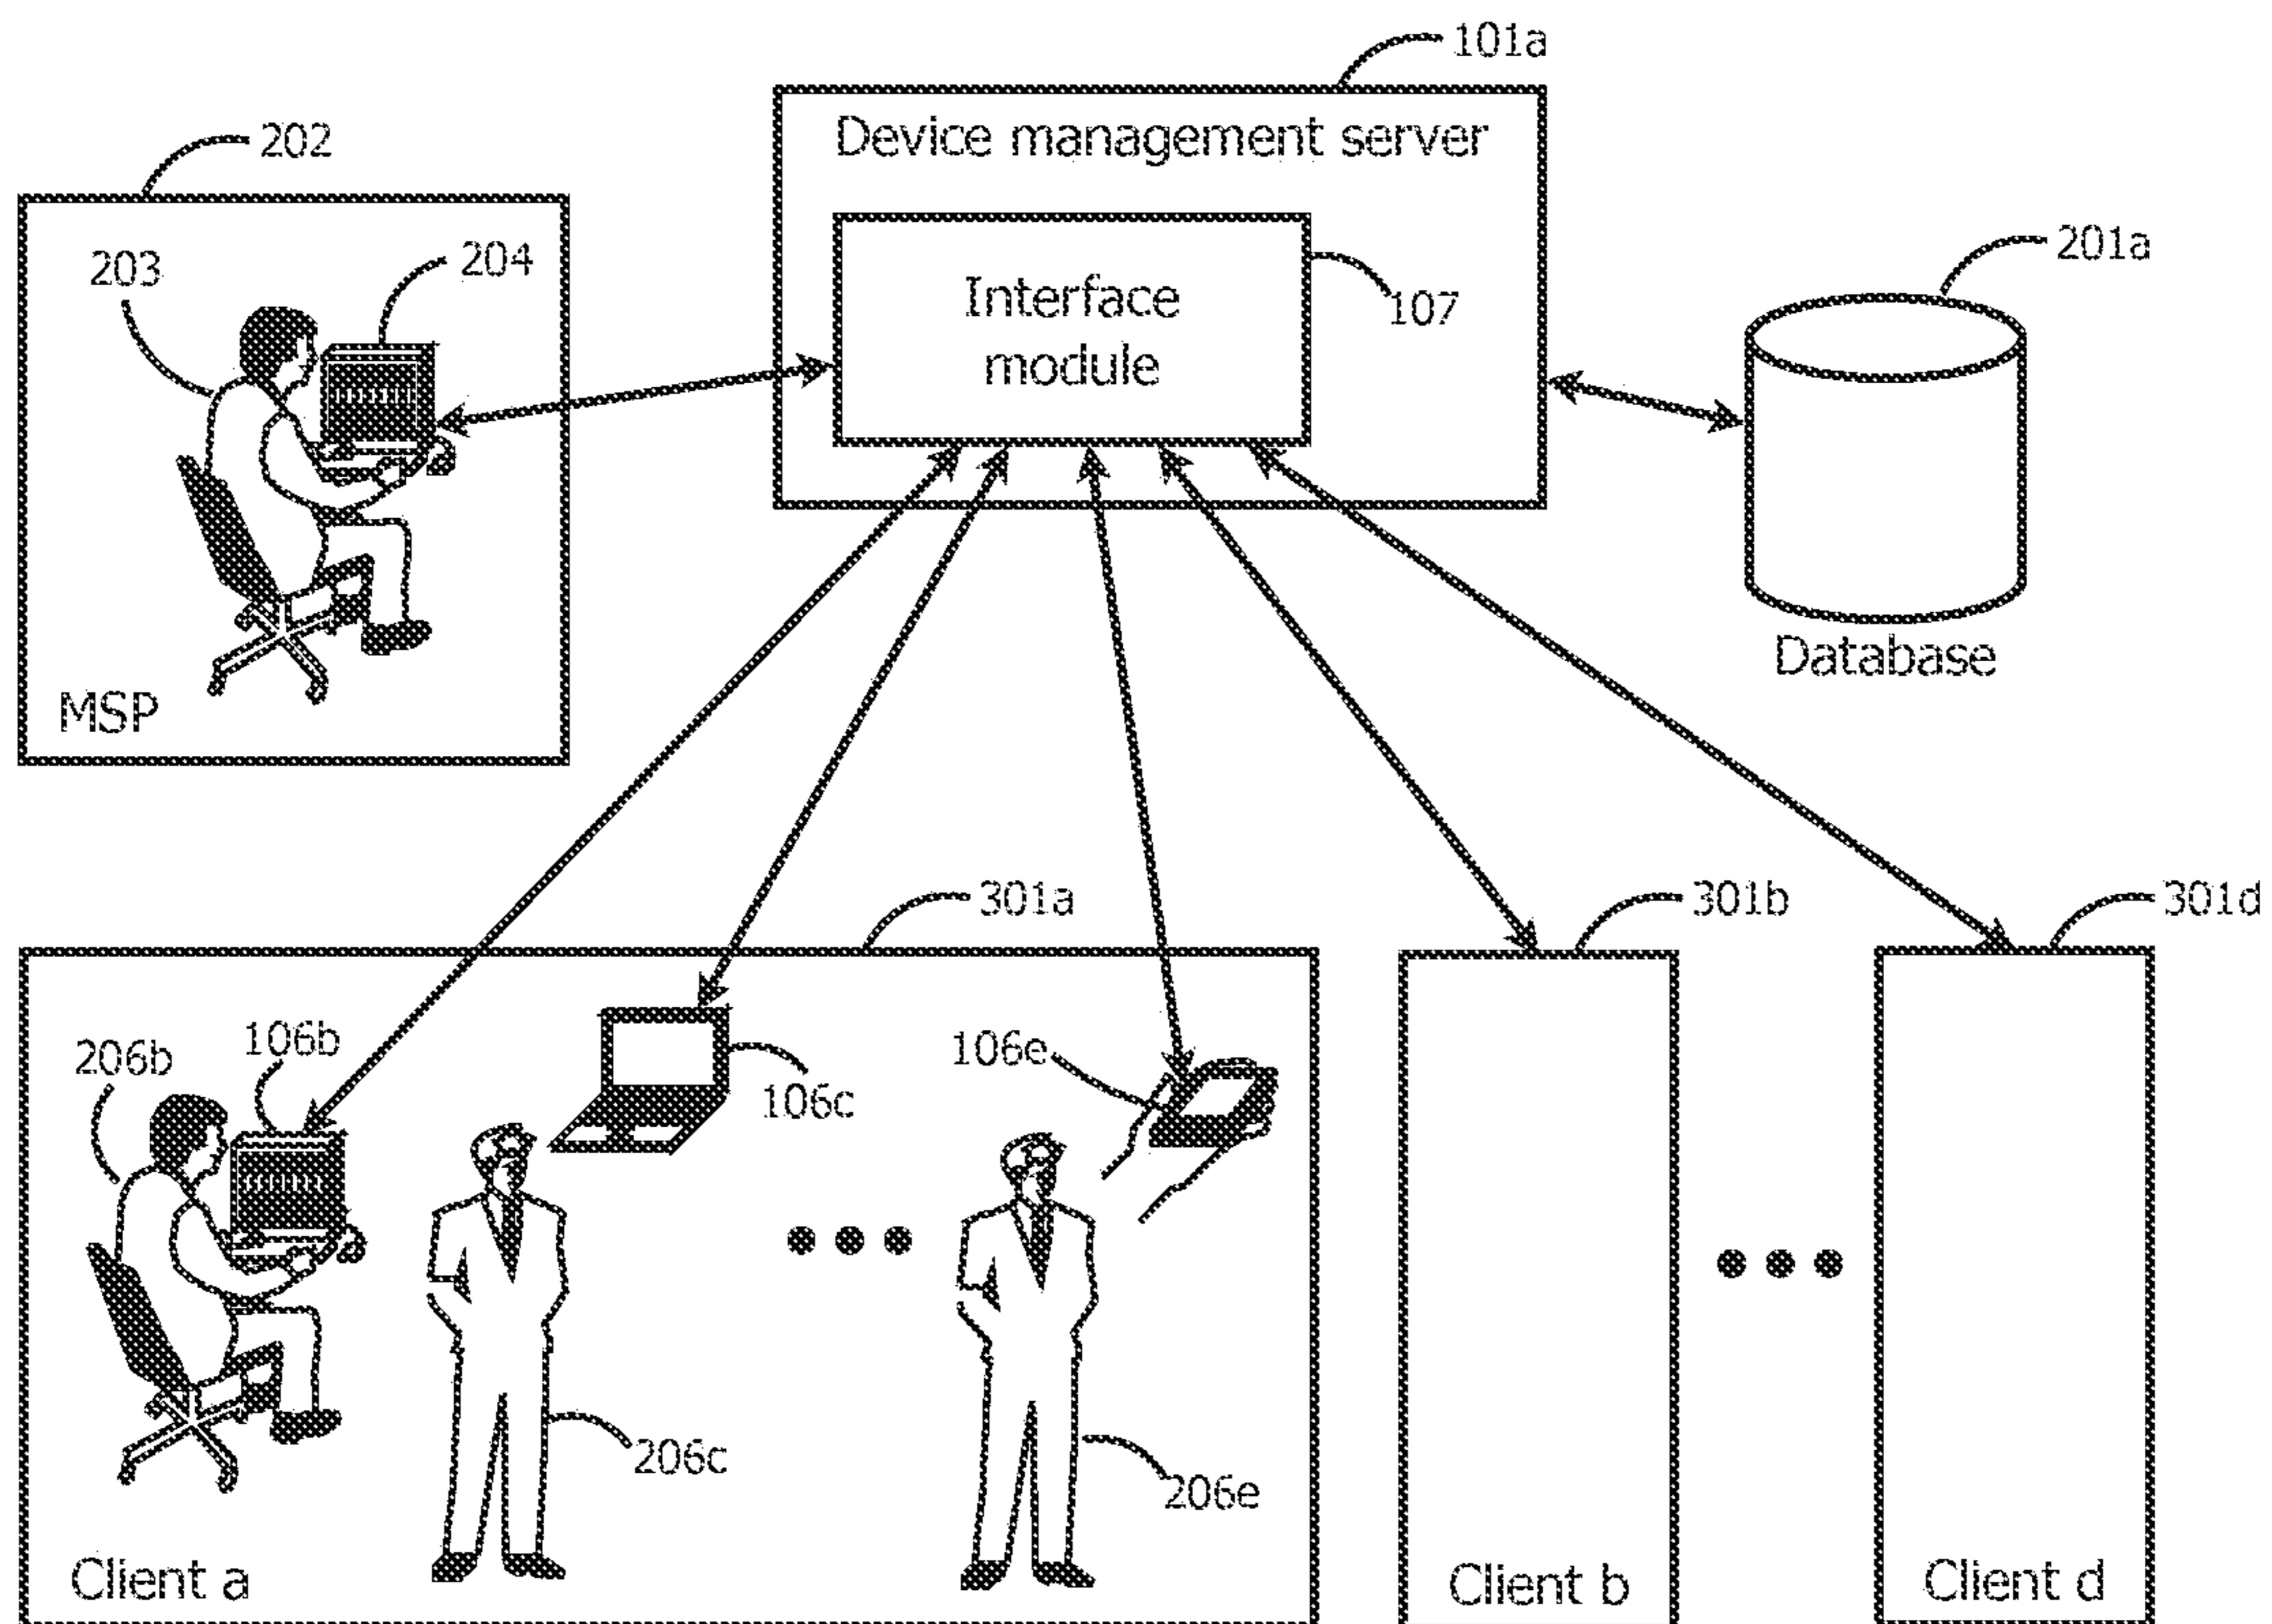 101a
Device management server
202
203
204
Interface
module
107
201a
Database
MSP
301a
301b
301d
206b
106b
106c
106e
206c
206e
Client a
Client b
Client d